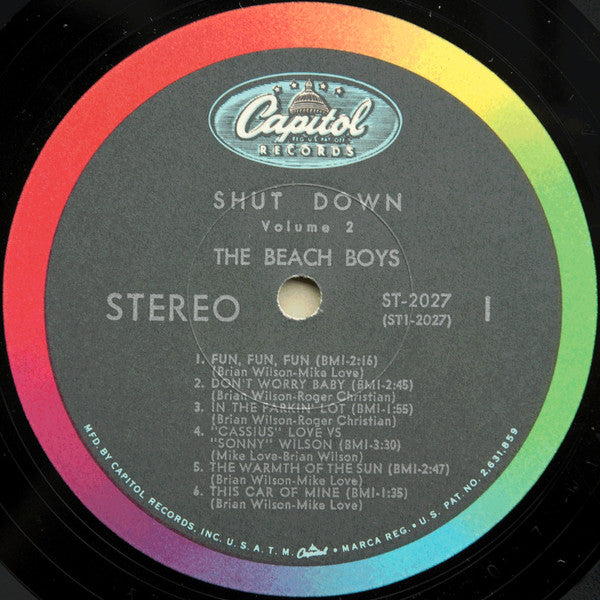 Capitol
REG. U.S. PAT. OFF.
RECORDS
SHUT DOWN
Volume 2
THE BEACH BOYS
STEREO
ST-2027
(ST1-2027)
1
1. FUN, FUN, FUN (BMI-2:16)
(Brian Wilson-Mike Love)
2. DON'T WORRY BABY (BMI-2:45)
(Brian Wilson-Roger Christian)
3. IN THE PARKIN' LOT (BMI-1:55)
(Brian Wilson-Roger Christian)
4. "CASSIUS" LOVE VS
"SONNY" WILSON (BMI-3:30)
(Mike Love-Brian Wilson)
5. THE WARMTH OF THE SUN (BMI-2:47)
(Brian Wilson-Mike Love)
6. THIS CAR OF MINE (BMI-1:35)
(Brian Wilson-Mike Love)
MFD. BY CAPITOL RECORDS, INC. U.S.A. T.M. Capitol • MARCA REG. • U.S. PAT. NO. 2,631,859